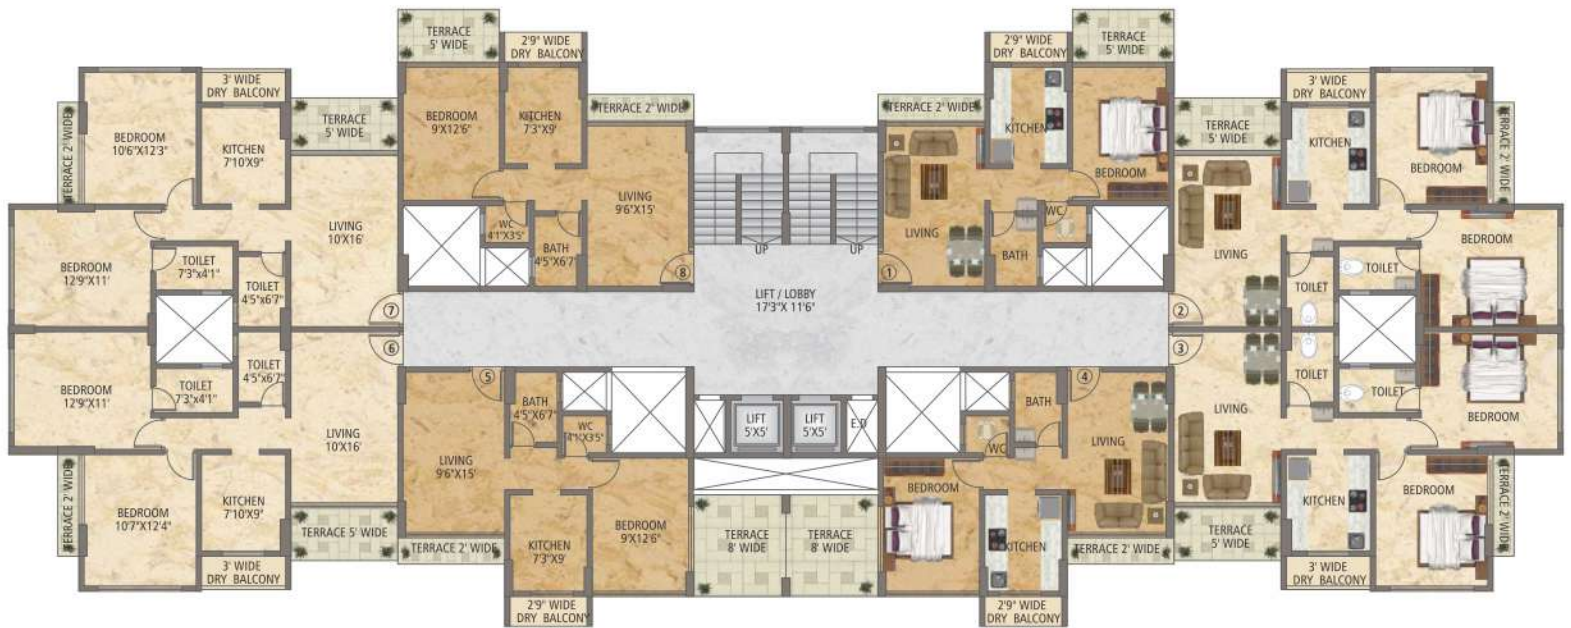 TERRACE
5' WIDE
2'9" WIDE
DRY BALCONY
2'9" WIDE
DRY BALCONY
TERRACE
5' WIDE
3' WIDE
DRY BALCONY
TERRACE
5' WIDE
BEDROOM
9'X12'6"
KITCHEN
7'3"X9'
TERRACE 2' WIDE
TERRACE 2' WIDE
KITCHEN
BEDROOM
TERRACE
5' WIDE
3' WIDE
DRY BALCONY
TERRACE 2' WIDE
BEDROOM
10'6"X12'3"
KITCHEN
7'10'X9"
KITCHEN
BEDROOM
TERRACE 2' WIDE
LIVING
10'X16'
WC
4'1"X3'5'
BATH
4'5"X6'7"
LIVING
9'6"X15'
8
UP
UP
1
LIVING
BATH
WC
LIVING
BEDROOM
12'9"X11'
TOILET
7'3"x4'1"
TOILET
4'5"x6'7"
7
LIFT / LOBBY
17'3"X 11'6"
2
TOILET
TOILET
BEDROOM
BEDROOM
12'9"X11'
TOILET
7'3"x4'1"
TOILET
4'5"x6'7"
6
3
TOILET
TOILET
BEDROOM
LIVING
10'X16'
5
BATH
4'5"X6'7"
WC
4'1"X3'5'
LIVING
9'6"X15'
LIFT
5'X5'
LIFT
5'X5'
E.D
WC
BATH
4
LIVING
LIVING
TERRACE 2' WIDE
BEDROOM
10'7"X12'4"
KITCHEN
7'10'X9"
3' WIDE
DRY BALCONY
TERRACE 5' WIDE
TERRACE 2' WIDE
KITCHEN
7'3"X9'
BEDROOM
9'X12'6"
2'9" WIDE
DRY BALCONY
TERRACE
8' WIDE
TERRACE
8' WIDE
BEDROOM
KITCHEN
2'9" WIDE
DRY BALCONY
TERRACE 2' WIDE
TERRACE
5' WIDE
KITCHEN
3' WIDE
DRY BALCONY
BEDROOM
TERRACE 2' WIDE